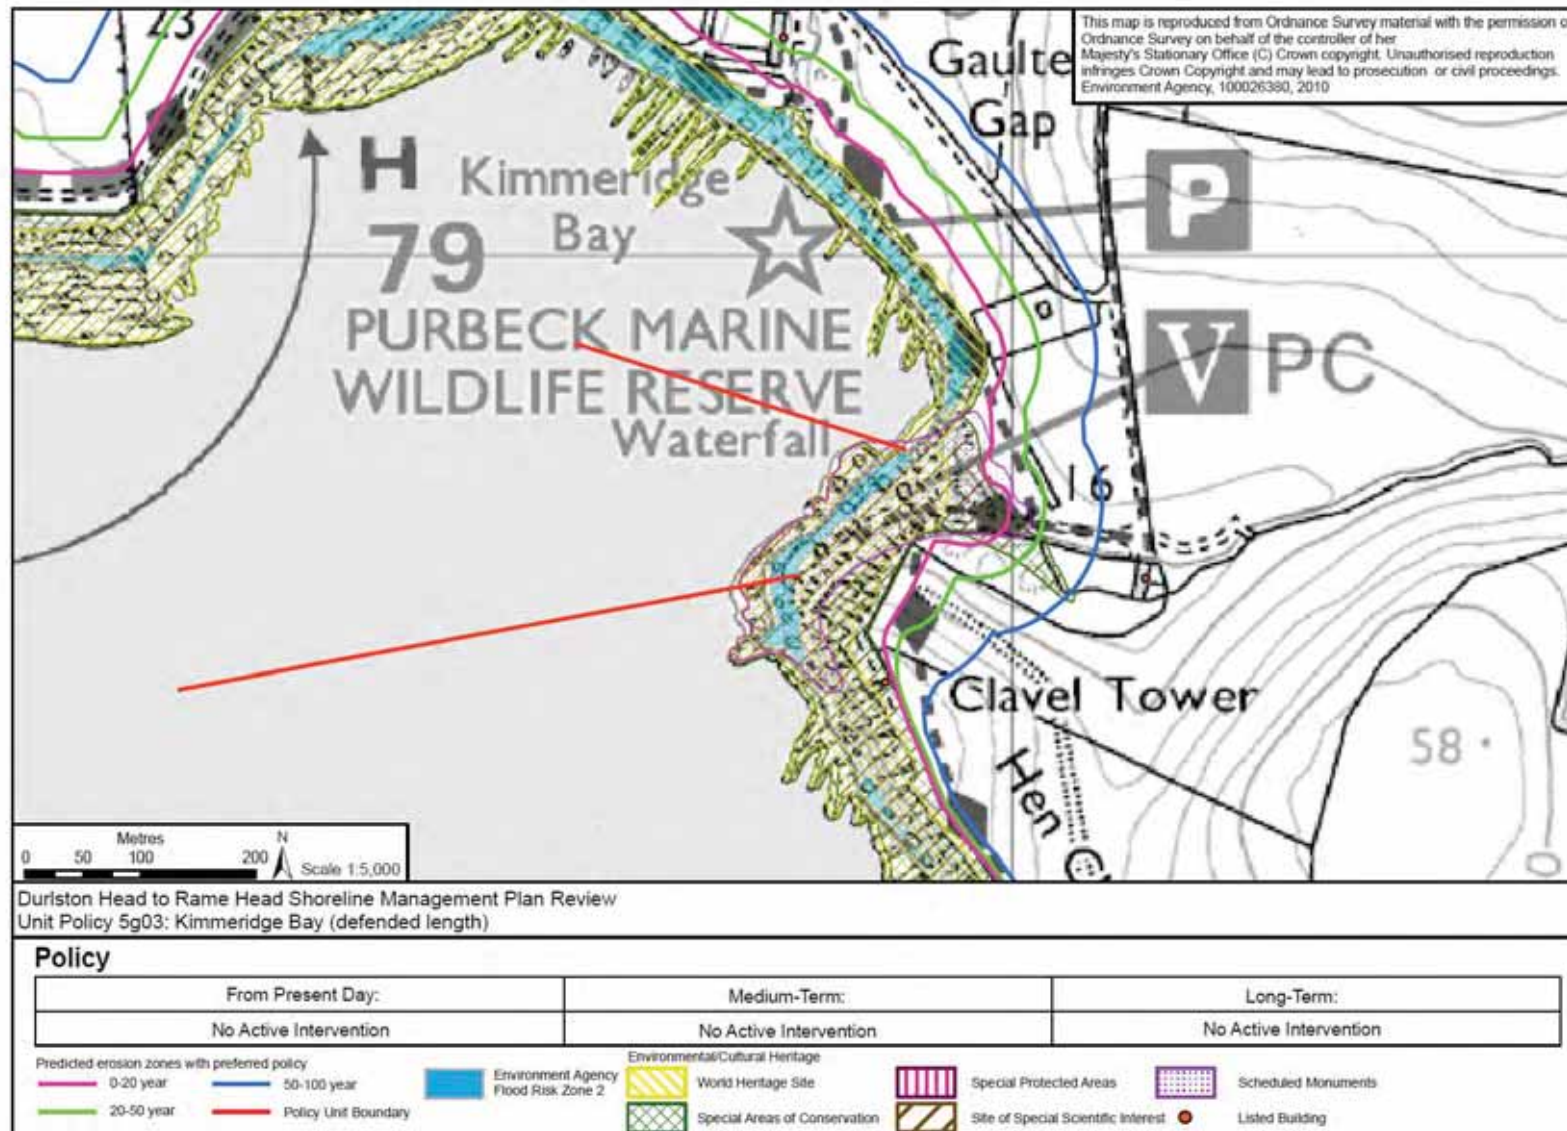 This map is reproduced from Ordnance Survey material with the permission o
Ordnance Survey on behalf of the controller of her
Majesty's Stationary Office (C) Crown copyright. Unauthorised reproduction
infringes Crown Copyright and may lead to prosecution or civil proceedings.
Environment Agency, 100026380, 2010
23
Gaulte
Gap
H
79
Kimmeridge
Bay
P
PURBECK MARINE
WILDLIFE RESERVE
V PC
Waterfall
16
Clavel Tower
Hen
58
Metres
0 50 100 200
N
Scale 1:5,000
Durlston Head to Rame Head Shoreline Management Plan Review
Unit Policy 5g03: Kimmeridge Bay (defended length)
Policy
From Present Day: Medium-Term: Long-Term:
No Active Intervention No Active Intervention No Active Intervention
Predicted erosion zones with preferred policy
0-20 year
50-100 year
20-50 year
Policy Unit Boundary
Environment Agency
Flood Risk Zone 2
Environmental/Cultural Heritage
World Heritage Site
Special Protected Areas
Scheduled Monuments
Special Areas of Conservation
Site of Special Scientific Interest
Listed Building